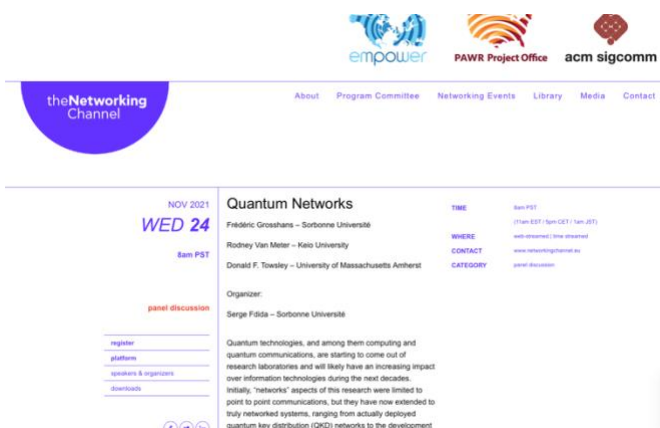 empower
PAWR Project Office
acm sigcomm
theNetworking
Channel
About Program Committee Networking Events Library Media Contact
NOV 2021
WED 24
8am PST
panel discussion
register
platform
speakers & organizers
downloads
Quantum Networks
Frédéric Grosshans – Sorbonne Université
Rodney Van Meter – Keio University
Donald F. Towsley – University of Massachusetts Amherst
Organizer:
Serge Fdida – Sorbonne Université
Quantum technologies, and among them computing and
quantum communications, are starting to come out of
research laboratories and will likely have an increasing impact
over information technologies during the next decades.
Initially, "networks" aspects of this research were limited to
point to point communications, but they have now extended to
truly networked systems, ranging from actually deployed
quantum key distribution (QKD) networks to the development
TIME 8am PST
(11am EST / 5pm CET / 1am JST)
WHERE web-streamed | time streamed
CONTACT www.networkingchannel.eu
CATEGORY panel discussion